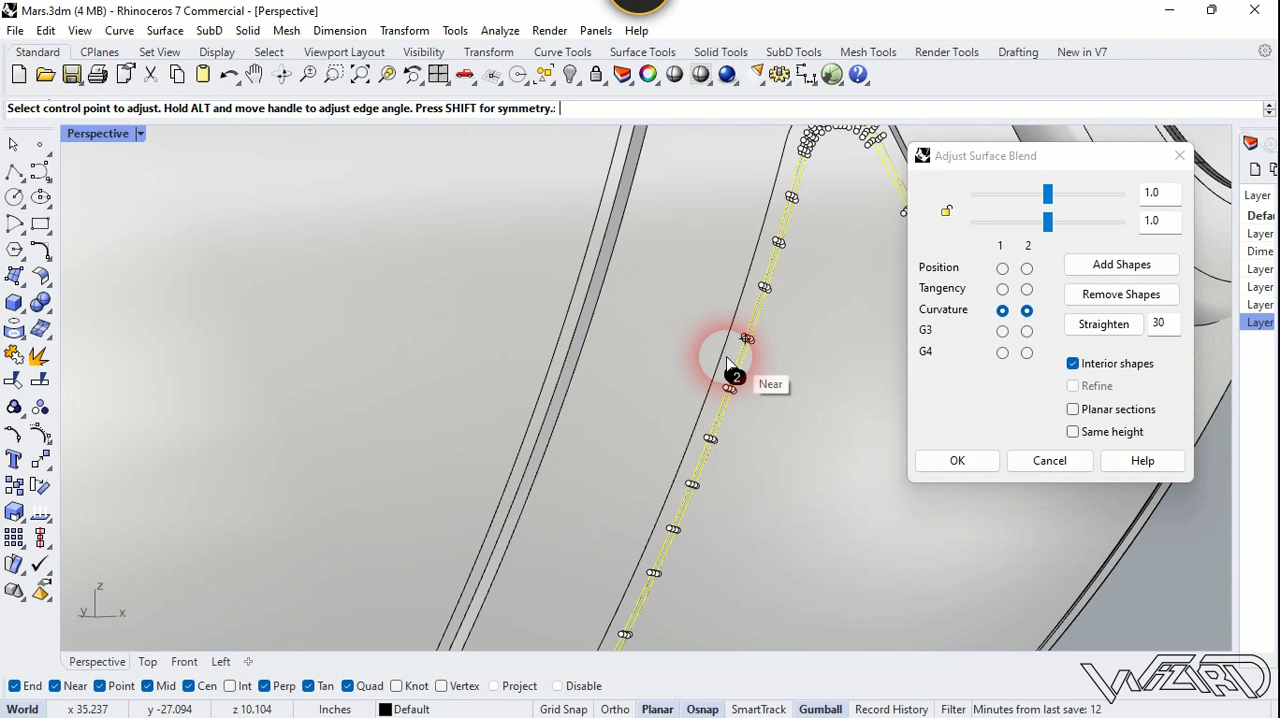 Mars.3dm (4 MB) - Rhinoceros 7 Commercial - [Perspective]
File Edit View Curve Surface SubD Solid Mesh Dimension Transform Tools Analyze Render Panels Help
Standard CPlanes Set View Display Select Viewport Layout Visibility Transform Curve Tools Surface Tools Solid Tools SubD Tools Mesh Tools Render Tools Drafting New in V7
Select control point to adjust. Hold ALT and move handle to adjust edge angle. Press SHIFT for symmetry.:
Perspective
Adjust Surface Blend
1.0
1.0
1 2
Position
Tangency
Curvature
G3
G4
Add Shapes
Remove Shapes
Straighten 30
Interior shapes
Refine
Planar sections
Same height
OK Cancel Help
Layer
Defau
Layer
Dime
Layer
Layer
Layer
Layer
2
Near
z
y x
Perspective Top Front Left
End Near Point Mid Cen Int Perp Tan Quad Knot Vertex Project Disable
World x 35.237 y -27.094 z 10.104 Inches Default Grid Snap Ortho Planar Osnap SmartTrack Gumball Record History Filter Minutes from last save: 12
WIZARD